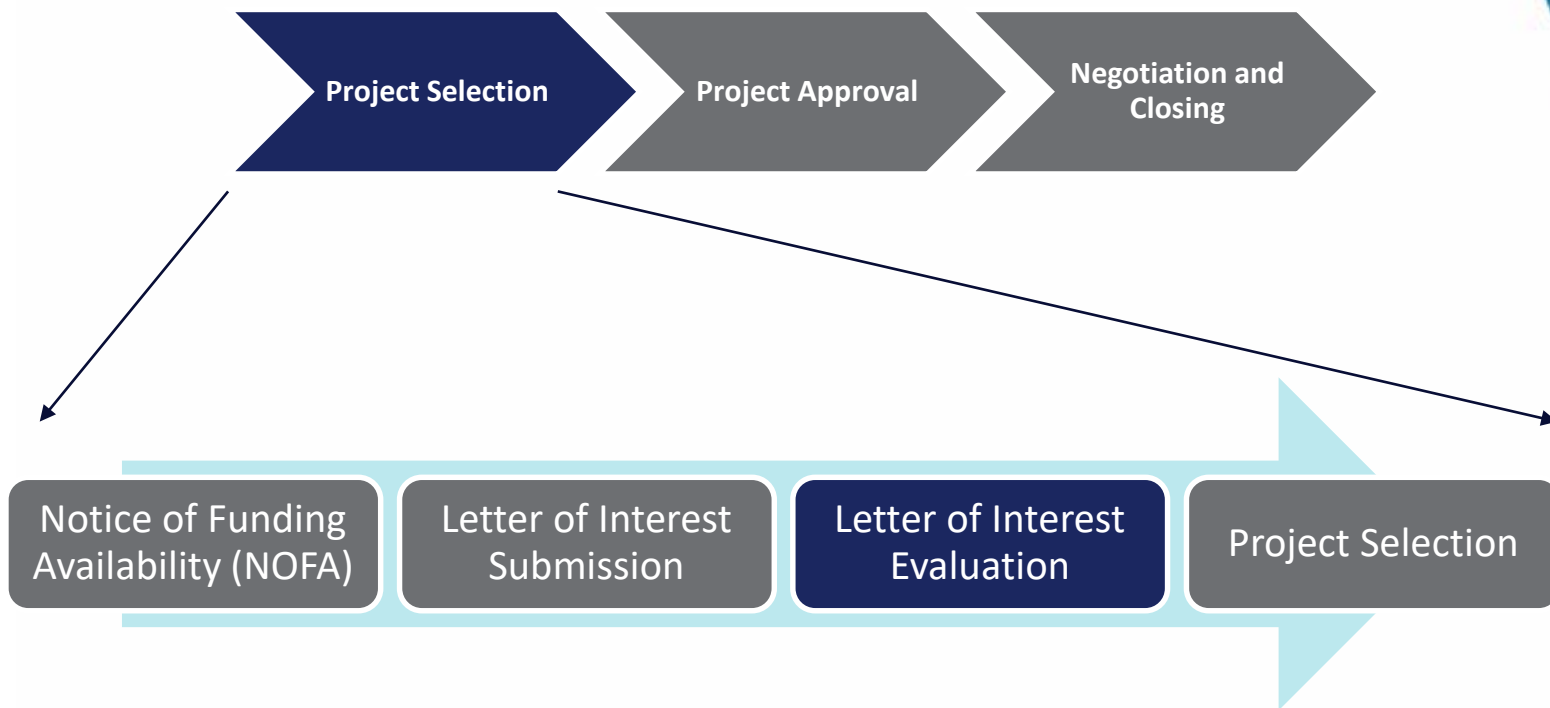 Project Selection
Project Approval
Negotiation and
Closing
Notice of Funding
Availability (NOFA)
Letter of Interest
Submission
Letter of Interest
Evaluation
Project Selection